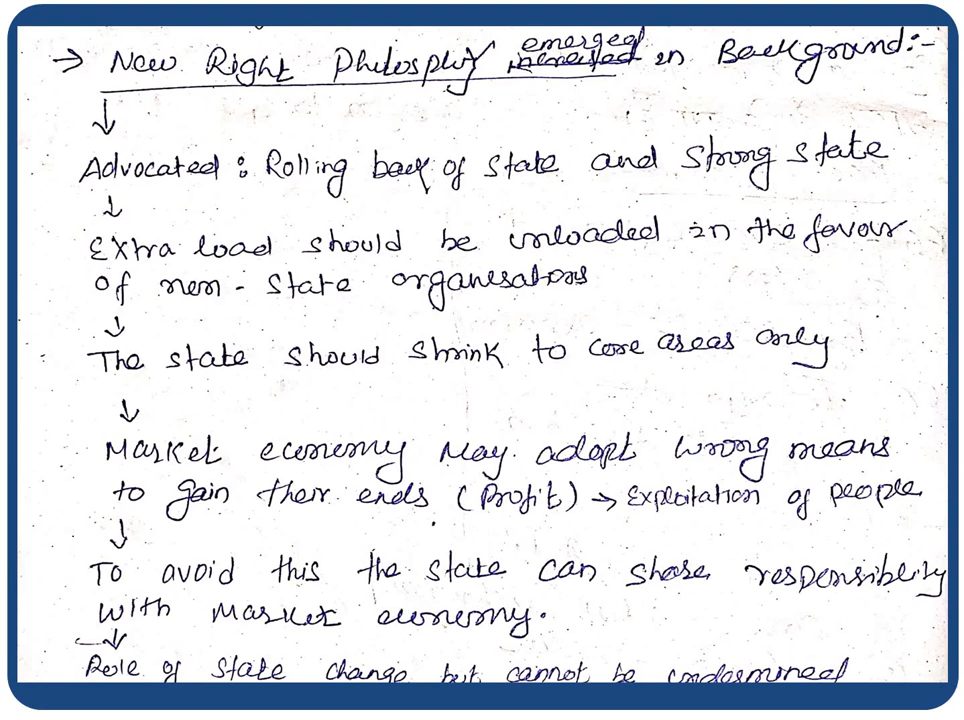 → New Right Philosphy emerged in Background:-
↓
Advocated : Rolling back of state and strong state
↓
Extra load should be unloaded in the favour
of non - state organisations
↓
The state should shrink to core areas only
↓
Market economy may adopt wrong means
to gain their ends (Profit) → Exploitation of people
↓
To avoid this the state can share responsiblity
with market economy.
↓
Role of state change but cannot be undermined